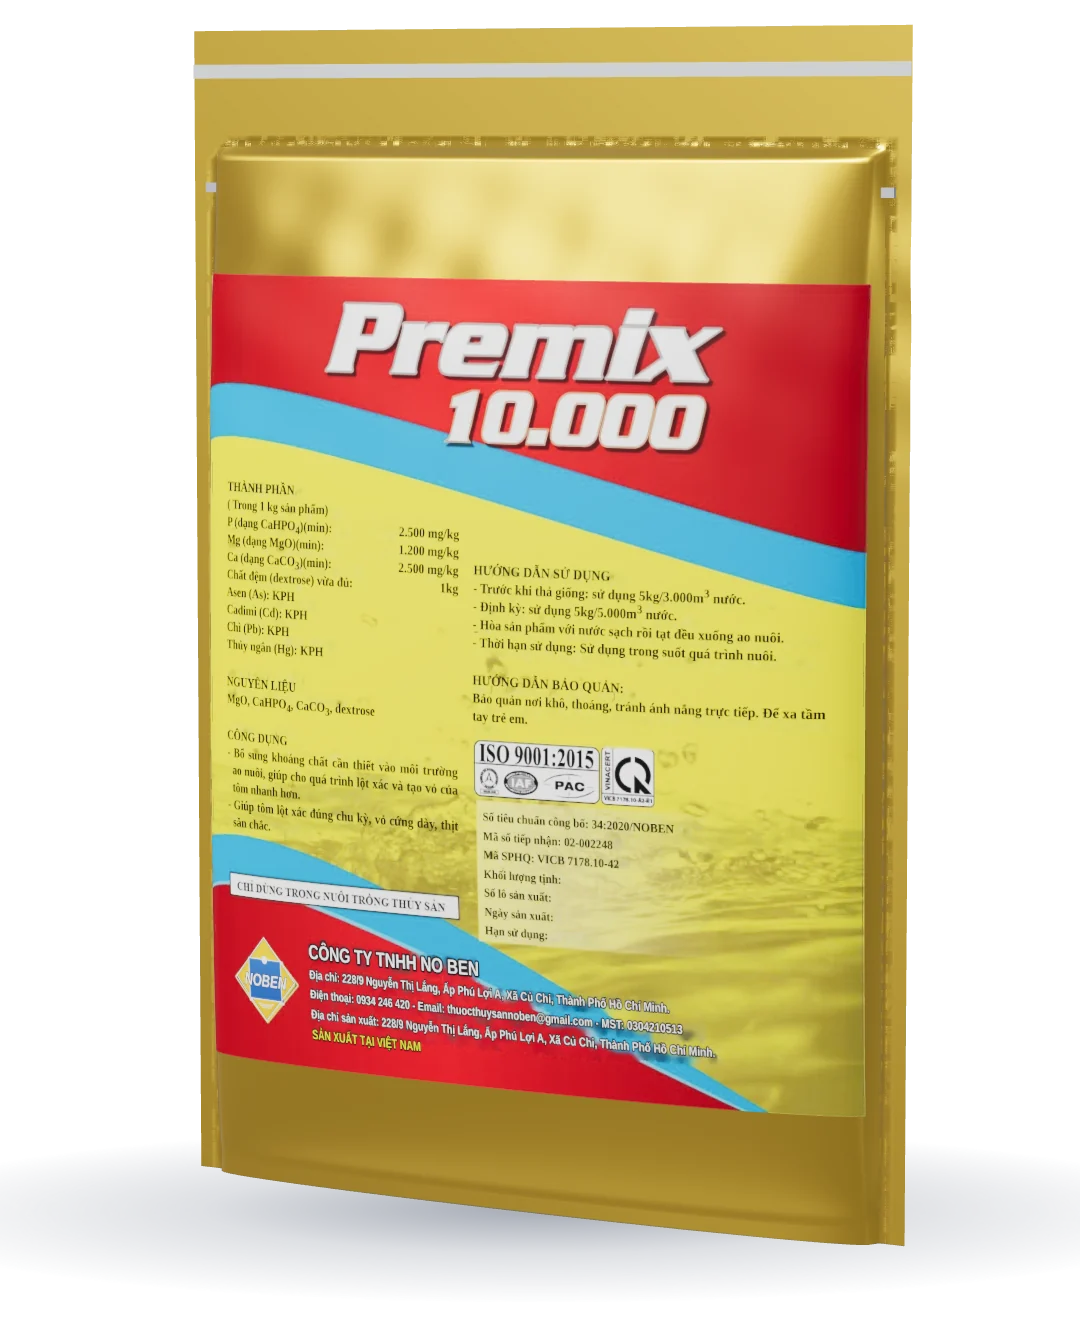 Premix
10.000
THÀNH PHẦN
( Trong 1 kg sản phẩm)
P (dạng CaHPO4)(min): 2.500 mg/kg
Mg (dạng MgO)(min): 1.200 mg/kg
Ca (dạng CaCO3)(min): 2.500 mg/kg
Chất đệm (dextrose) vừa đủ: 1kg
Asen (As): KPH
Cadimi (Cd): KPH
Chì (Pb): KPH
Thủy ngân (Hg): KPH
NGUYÊN LIỆU
MgO, CaHPO4, CaCO3, dextrose
CÔNG DỤNG
- Bổ sung khoáng chất cần thiết vào môi trường
ao nuôi, giúp cho quá trình lột xác và tạo vỏ của
tôm nhanh hơn.
- Giúp tôm lột xác đúng chu kỳ, vỏ cứng dày, thịt
săn chắc.
CHỈ DÙNG TRONG NUÔI TRỒNG THỦY SẢN
HƯỚNG DẪN SỬ DỤNG
- Trước khi thả giống: sử dụng 5kg/3.000m3 nước.
- Định kỳ: sử dụng 5kg/5.000m3 nước.
- Hòa sản phẩm với nước sạch rồi tạt đều xuống ao nuôi.
- Thời hạn sử dụng: Sử dụng trong suốt quá trình nuôi.
HƯỚNG DẪN BẢO QUẢN:
Bảo quản nơi khô, thoáng, tránh ánh nắng trực tiếp. Để xa tầm
tay trẻ em.
ISO 9001:2015
IAF
PAC
VINACERT
VICB 7178.10-A2-E1
Số tiêu chuẩn công bố: 34:2020/NOBEN
Mã số tiếp nhận: 02-002248
Mã SPHQ: VICB 7178.10-42
Khối lượng tịnh:
Số lô sản xuất:
Ngày sản xuất:
Hạn sử dụng:
NOBEN
CÔNG TY TNHH NO BEN
Địa chỉ: 228/9 Nguyễn Thị Lắng, Ấp Phú Lợi A, Xã Củ Chi, Thành Phố Hồ Chí Minh.
Điện thoại: 0934 246 420 - Email: thuocthuysannoben@gmail.com - MST: 0304210513
Địa chỉ sản xuất: 228/9 Nguyễn Thị Lắng, Ấp Phú Lợi A, Xã Củ Chi, Thành Phố Hồ Chí Minh.
SẢN XUẤT TẠI VIỆT NAM